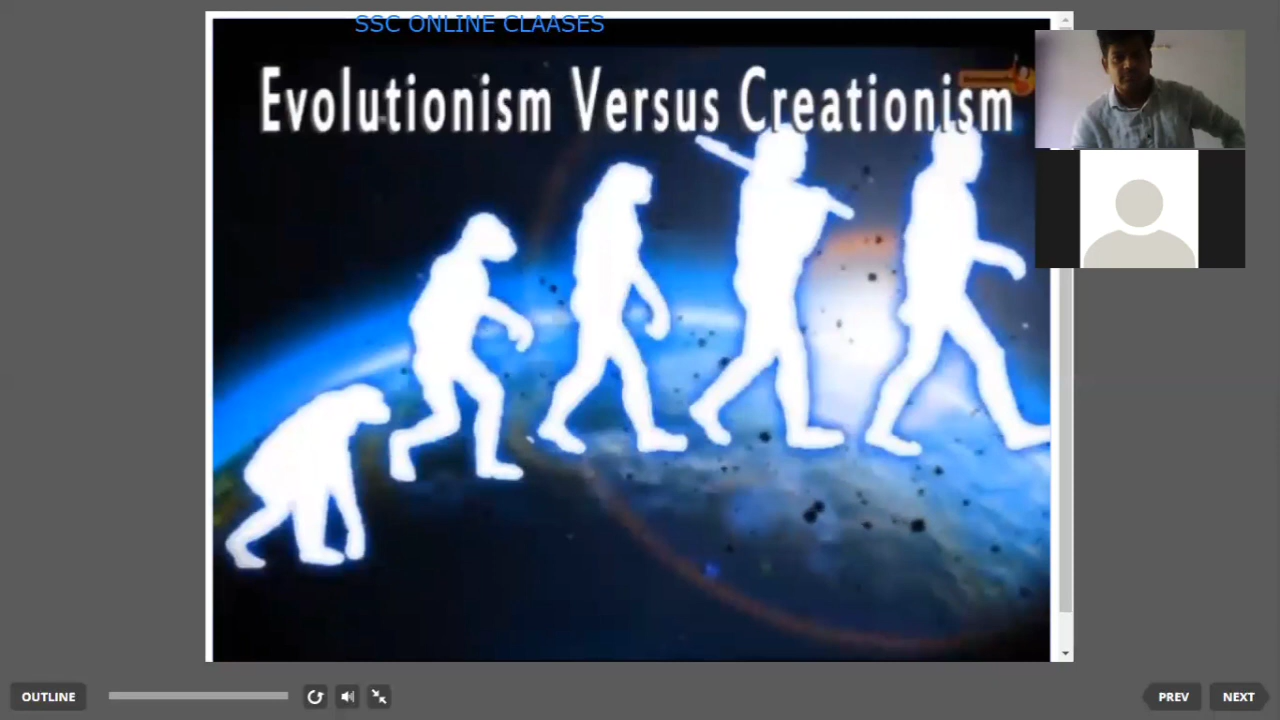 SSC ONLINE CLAASES
Evolutionism Versus Creationism
OUTLINE
PREV
NEXT